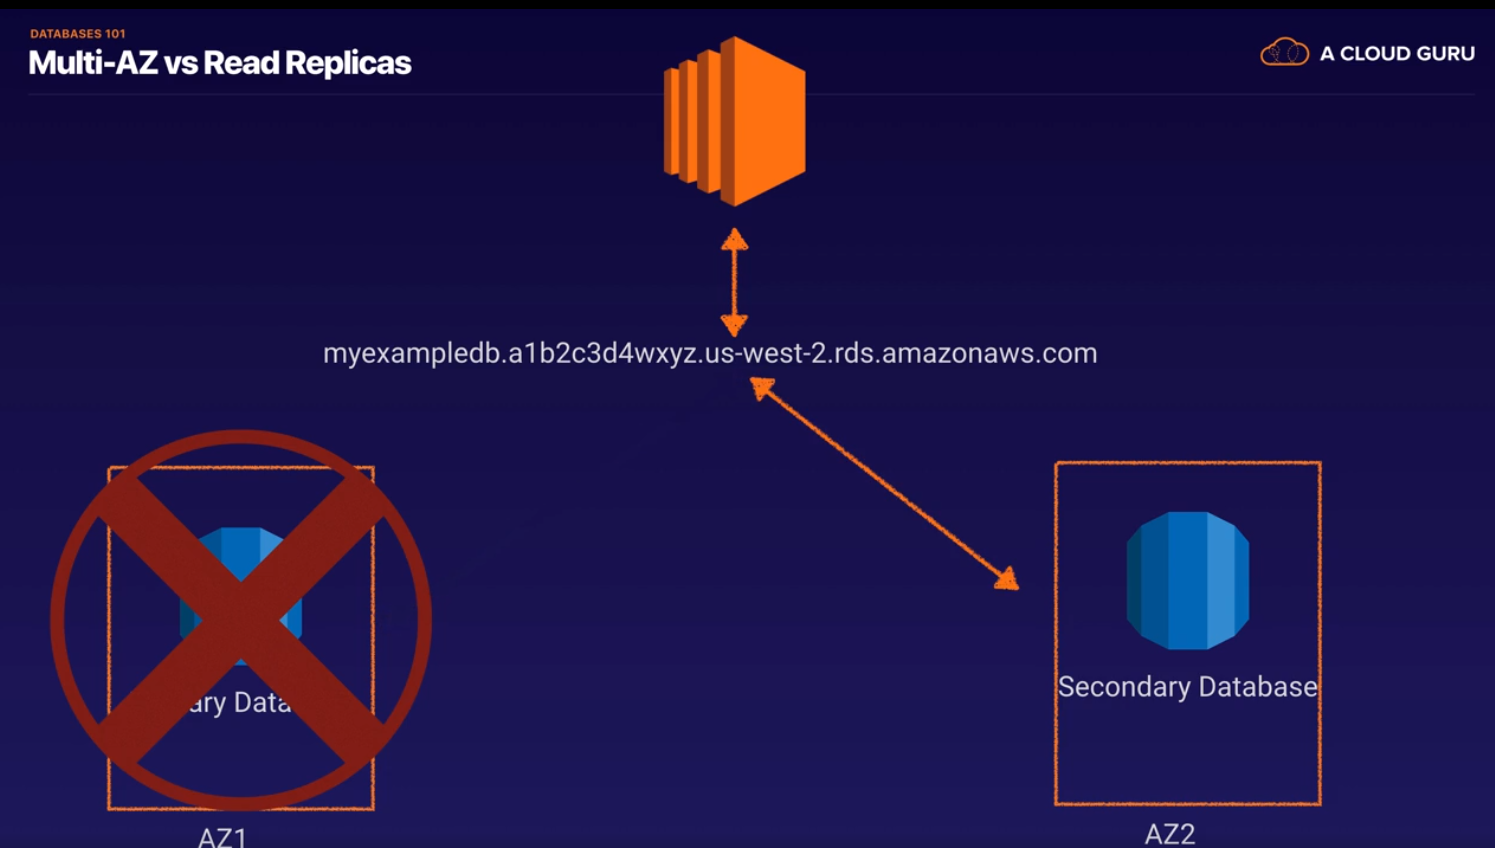 DATABASES 101
Multi-AZ vs Read Replicas
A CLOUD GURU
myexampledb.a1b2c3d4wxyz.us-west-2.rds.amazonaws.com
Secondary Database
AZ1
AZ2